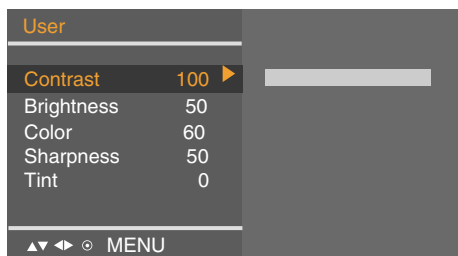 User
Contrast 100
Brightness 50
Color 60
Sharpness 50
Tint 0
MENU